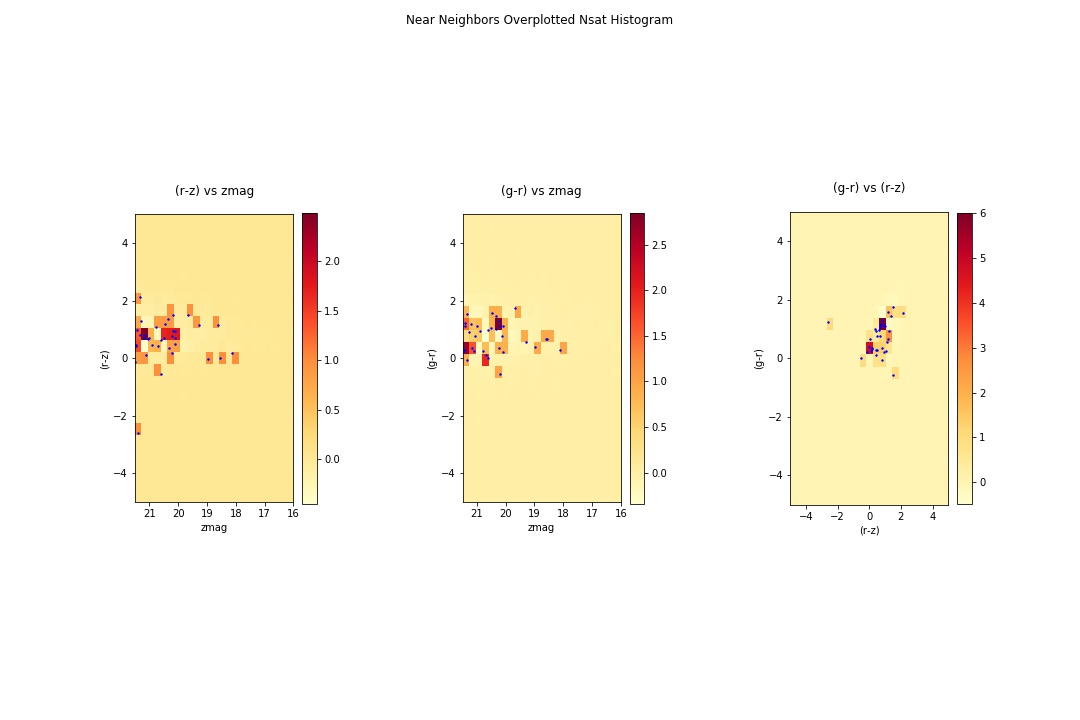 Near Neighbors Overplotted Nsat Histogram
(r-z) vs zmag
(g-r) vs zmag
(g-r) vs (r-z)
(r-z)
4
2
0
−2
−4
21 20 19 18 17 16
zmag
2.0
1.5
1.0
0.5
0.0
(g-r)
4
2
0
−2
−4
21 20 19 18 17 16
zmag
2.5
2.0
1.5
1.0
0.5
0.0
(g-r)
4
2
0
−2
−4
−4 −2 0 2 4
(r-z)
6
5
4
3
2
1
0